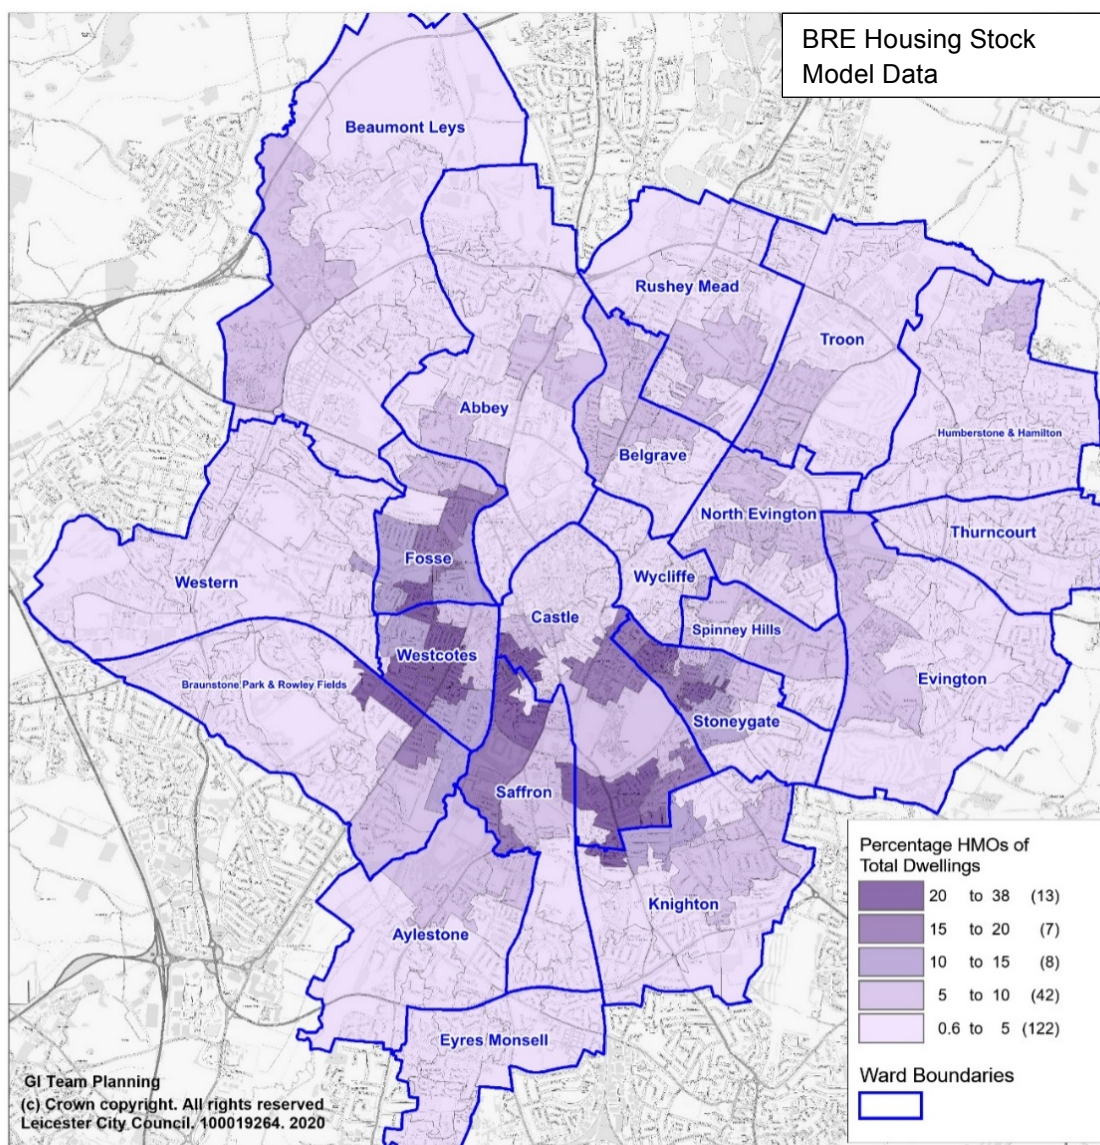 BRE Housing Stock
Model Data
Beaumont Leys
Rushey Mead
Troon
Abbey
Humberstone & Hamilton
Belgrave
North Evington
Thurncourt
Fosse
Western
Wycliffe
Castle
Spinney Hills
Westcotes
Braunstone Park & Rowley Fields
Evington
Stoneygate
Saffron
Knighton
Aylestone
Eyres Monsell
Percentage HMOs of
Total Dwellings
20 to 38 (13)
15 to 20 (7)
10 to 15 (8)
5 to 10 (42)
0.6 to 5 (122)
Ward Boundaries
GI Team Planning
(c) Crown copyright. All rights reserved
Leicester City Council. 100019264. 2020